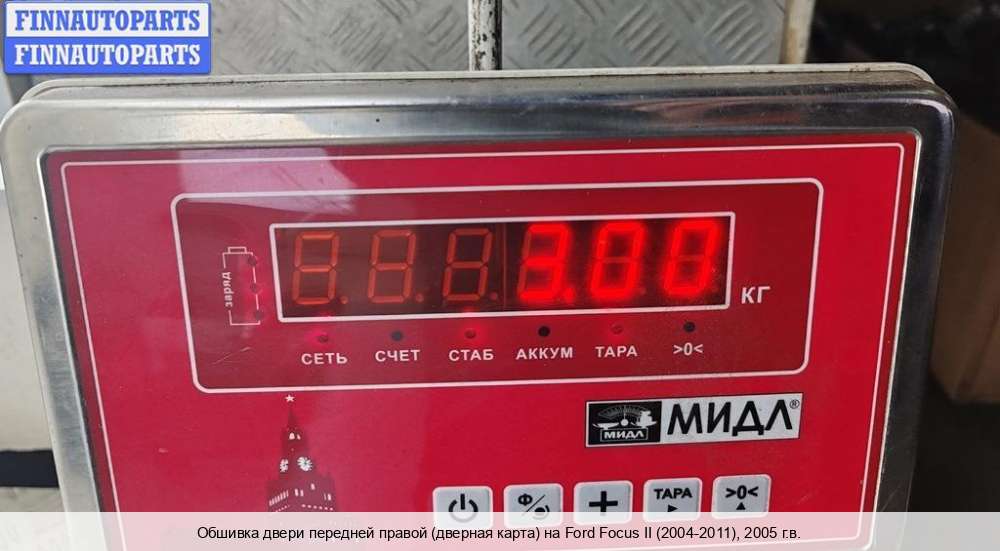 FINNAUTOPARTS
FINNAUTOPARTS
3.00
КГ
заряд
СЕТЬ СЧЕТ СТАБ АККУМ ТАРА >0<
МИДЛ МИДЛ®
Ф/ + ТАРА >0<
Обшивка двери передней правой (дверная карта) на Ford Focus II (2004-2011), 2005 г.в.